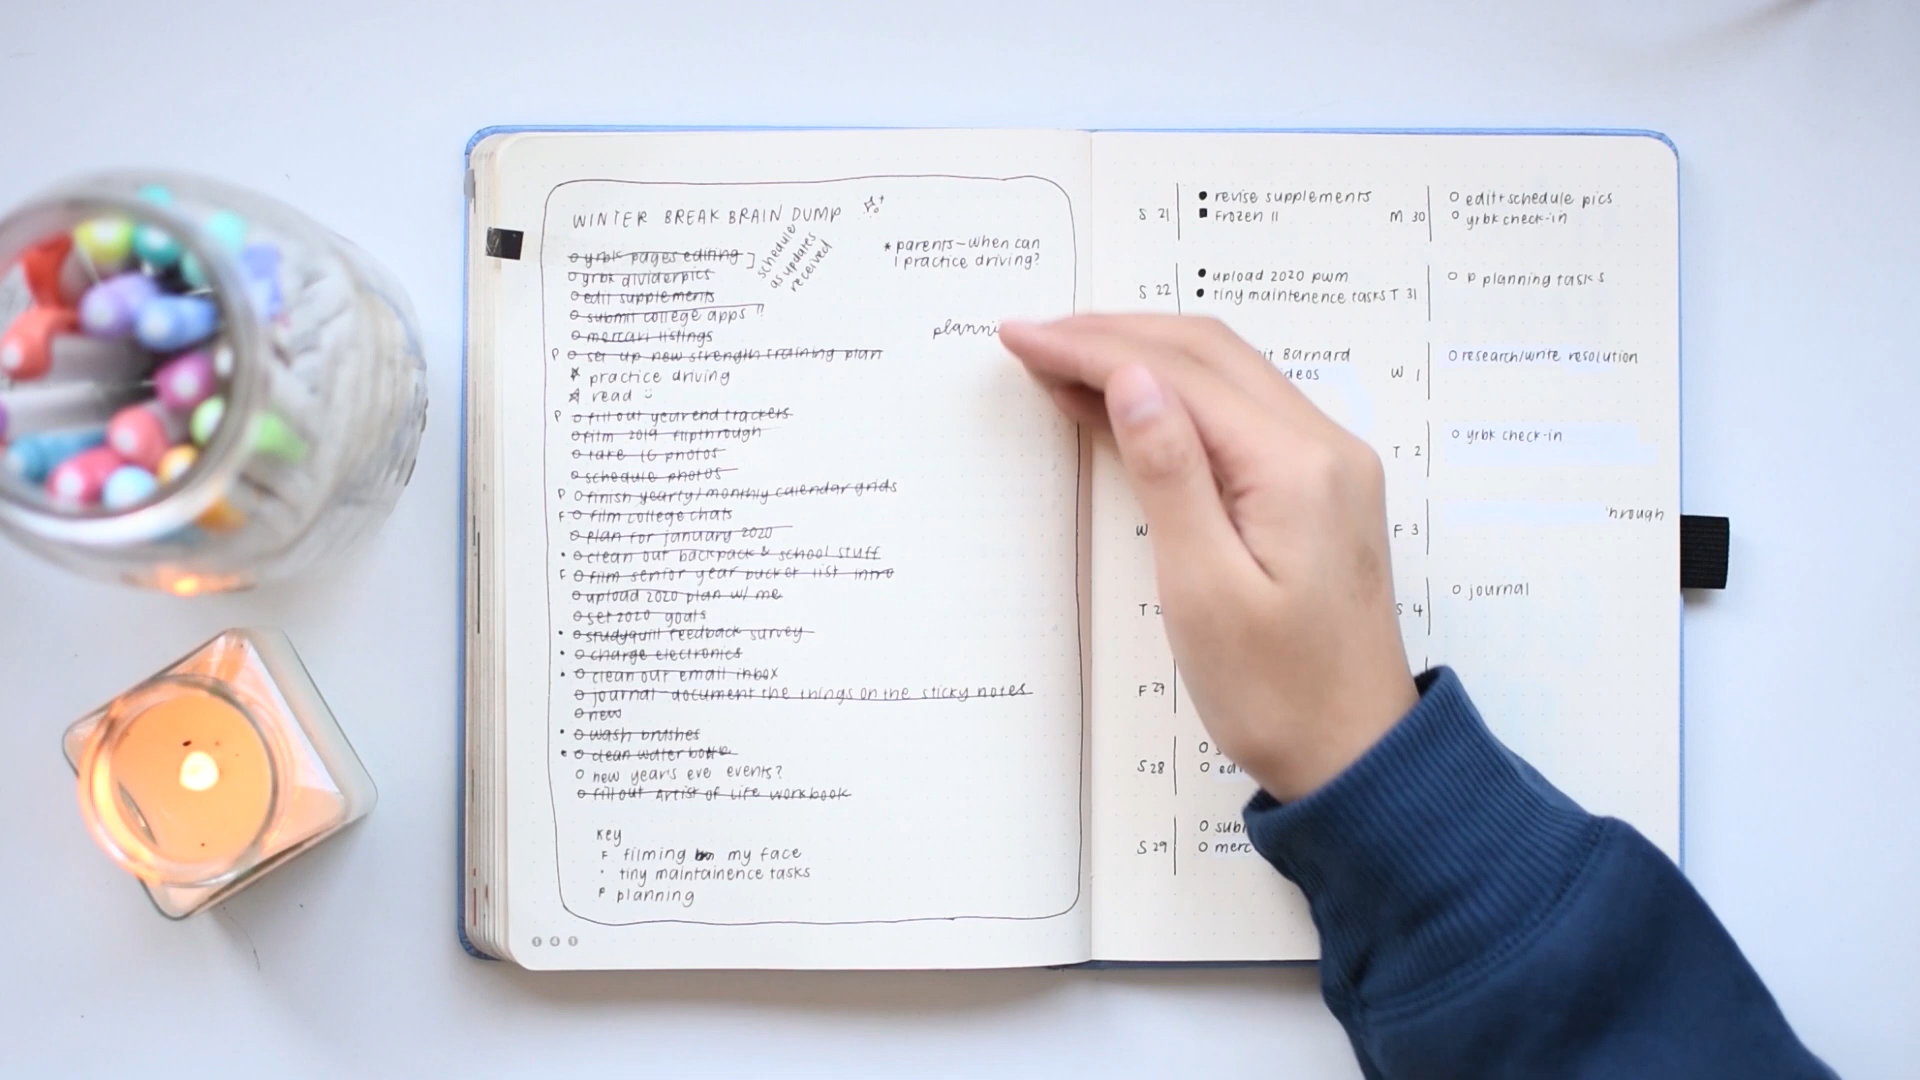 WINTER BREAK BRAIN DUMP
yrbk pages editing
yrbk divider pics
edit supplements
submit college apps !!
mercari listings
P set up new strength training plan
practice driving
read
P fill out year end trackers
film 2019 flipthrough
take IG photos
schedule photos
P finish yearly/monthly calendar grids
F film college chats
plan for january 2020
• clean out backpack & school stuff
F film senior year bucket list intro
upload 2020 plan w/ me
set 2020 goals
• studyquill feedback survey
• charge electronics
• clean out email inbox
journal-document the things on the sticky notes
new
• wash brushes
• clean water bottle
new year's eve events?
fill out Artist of Life workbook
schedule
as updates
received
* parents-when can
I practice driving?
Key
F filming my face
• tiny maintainence tasks
P planning
141
S 21
revise supplements
Frozen II
S 22
upload 2020 pwm
tiny maintenence tasks
Barnard
W
T
F 27
S 28
S 29
M 30
edit+schedule pics
yrbk check-in
T 31
P planning tasks
W 1
research/write resolution
T 2
yrbk check-in
F 3
S 4
journal